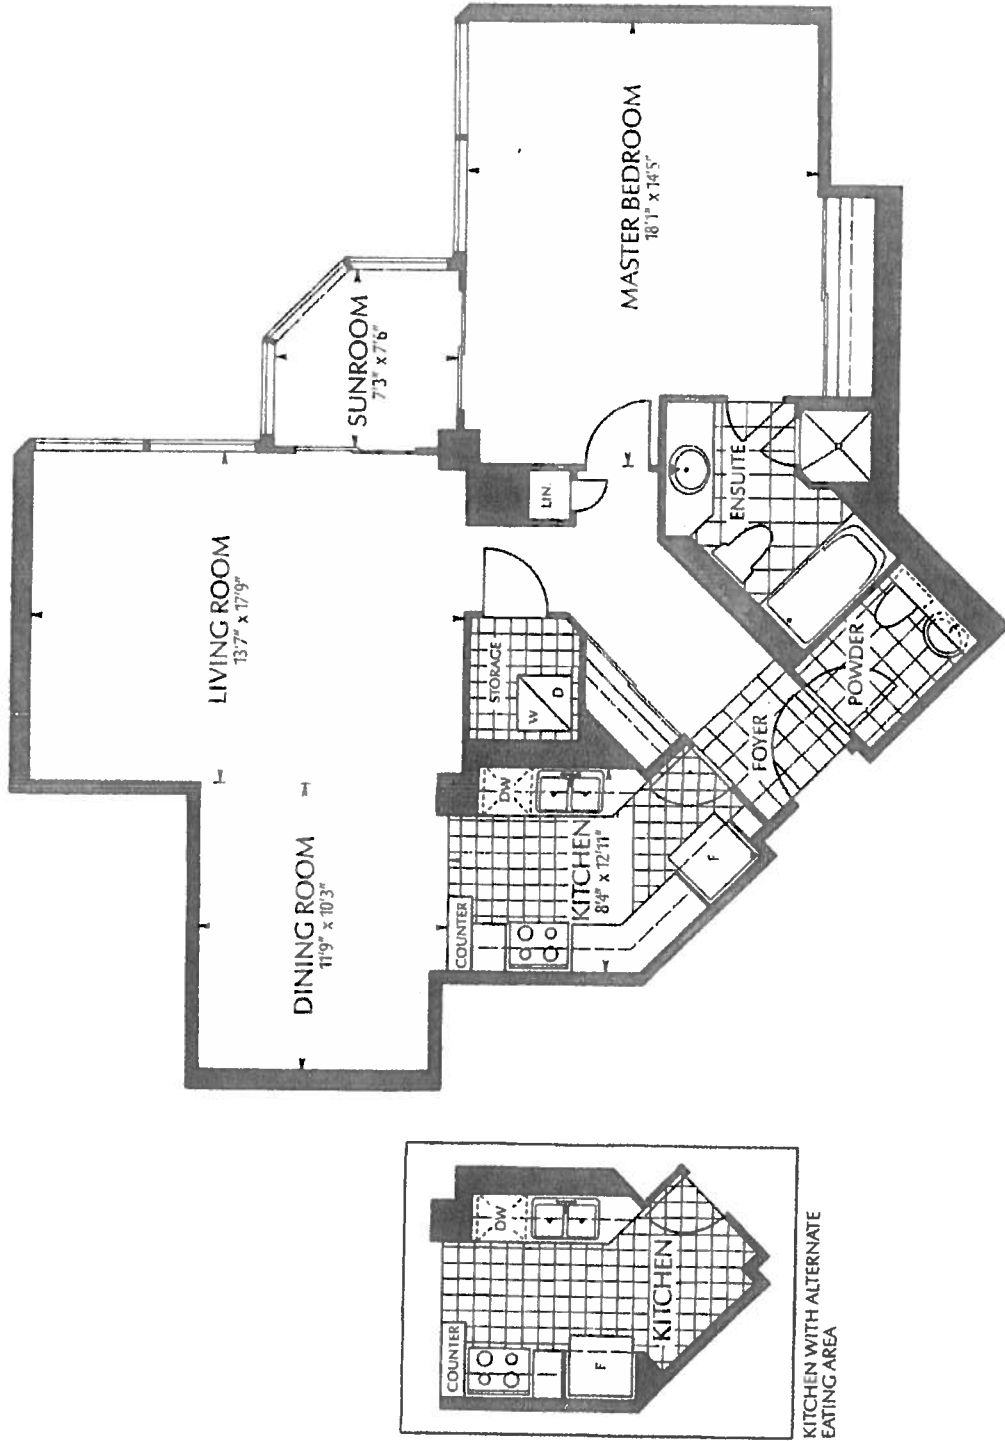 LIVING ROOM
13'7" x 17'9"
DINING ROOM
11'9" x 10'3"
SUNROOM
7'3" x 7'6"
MASTER BEDROOM
18'1" x 14'5"
STORAGE
W
D
LIN.
ENSUITE
POWDER
FOYER
KITCHEN
8'4" x 12'11"
COUNTER
DW
F
COUNTER
DW
F
KITCHEN
KITCHEN WITH ALTERNATE
EATING AREA